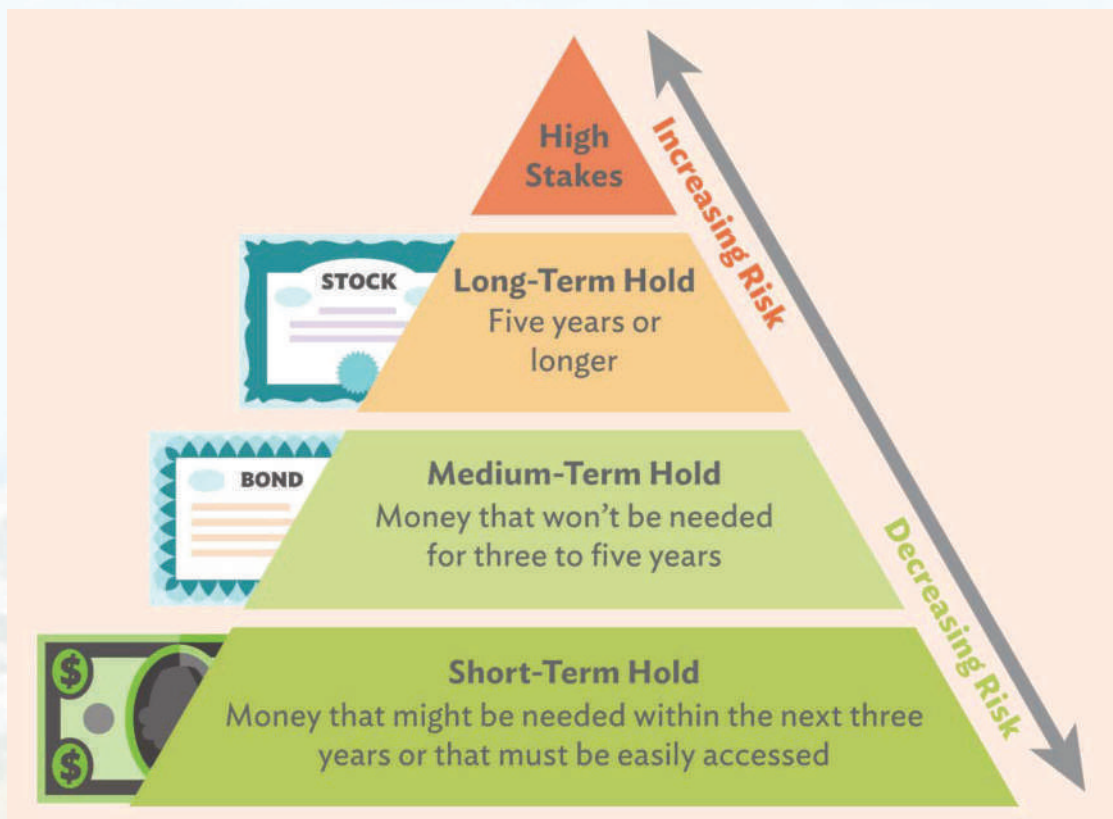 High
Stakes
Increasing Risk
STOCK
Long-Term Hold
Five years or
longer
BOND
Medium-Term Hold
Money that won’t be needed
for three to five years
Decreasing Risk
$
Short-Term Hold
Money that might be needed within the next three
years or that must be easily accessed
$